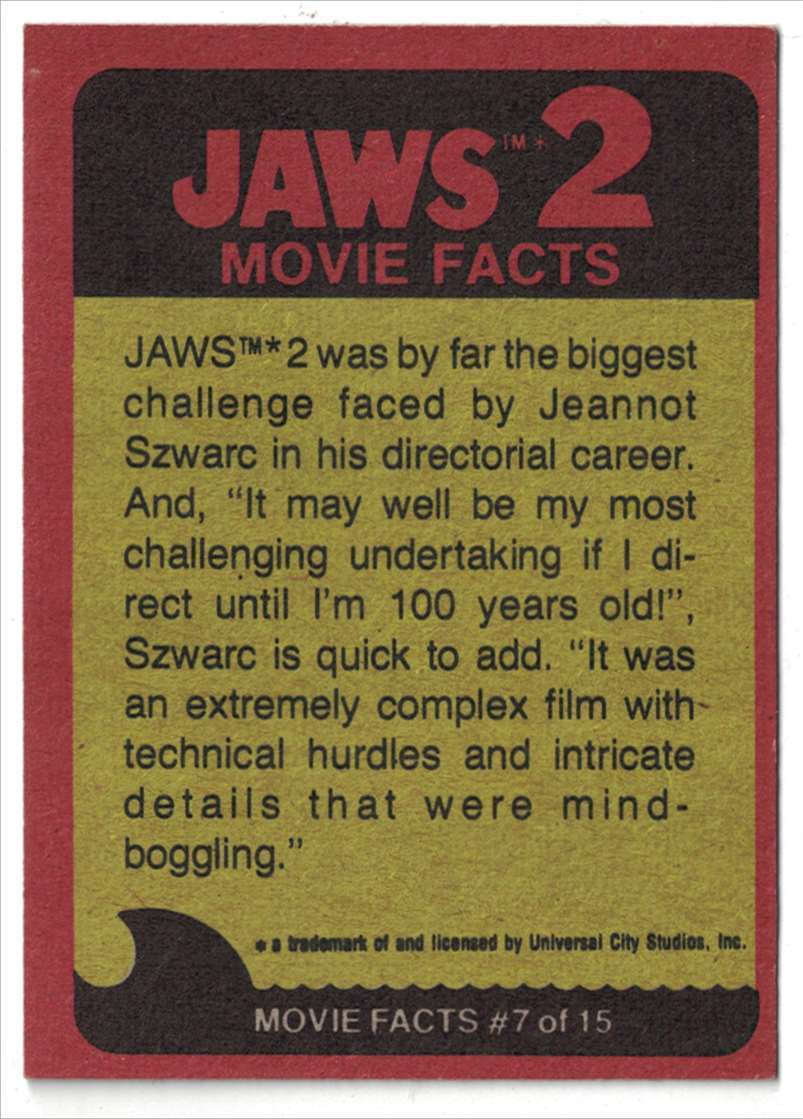 JAWS™+ 2
MOVIE FACTS
JAWS™* 2 was by far the biggest
challenge faced by Jeannot
Szwarc in his directorial career.
And, “It may well be my most
challenging undertaking if I di-
rect until I’m 100 years old!”,
Szwarc is quick to add. “It was
an extremely complex film with
technical hurdles and intricate
details that were mind-
boggling.”
* a trademark of and licensed by Universal City Studios, Inc.
MOVIE FACTS #7 of 15